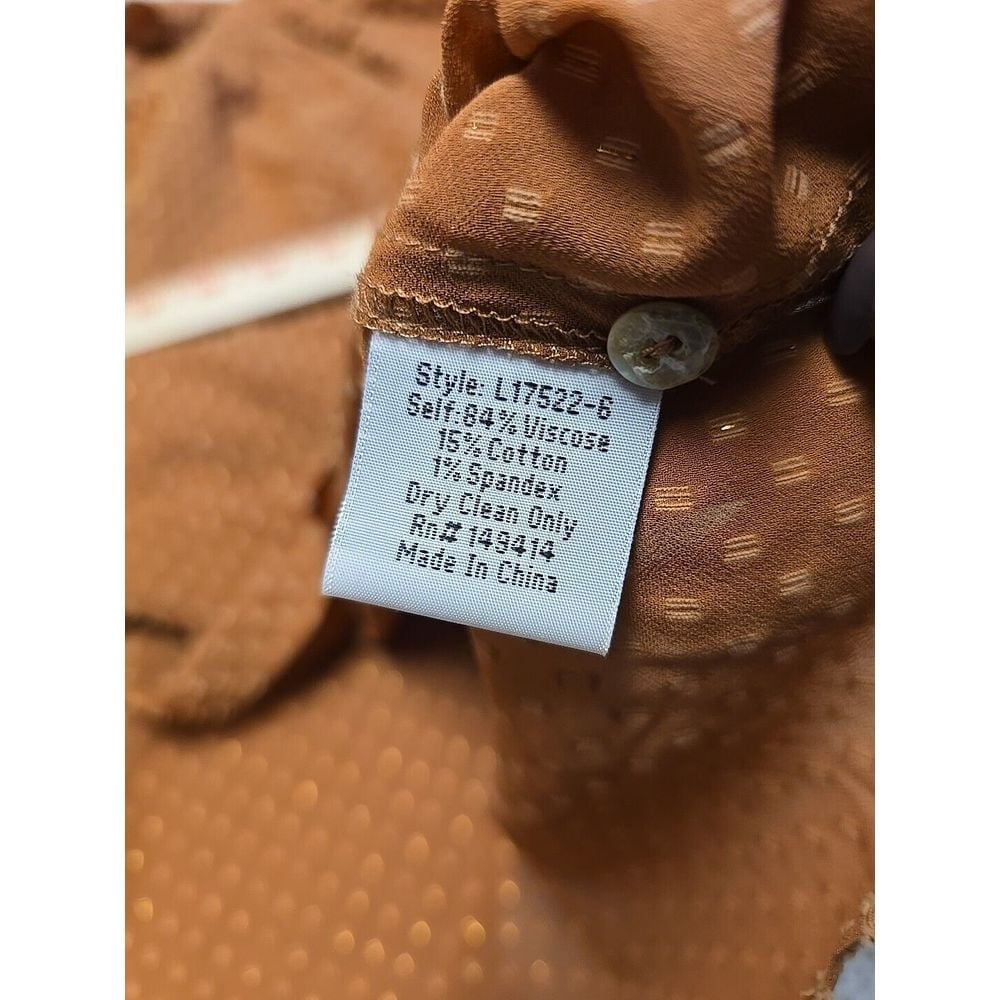 Style: L17522-6
Self:84% Viscose
15% Cotton
1% Spandex
Dry Clean Only
Rn# 149414
Made In China